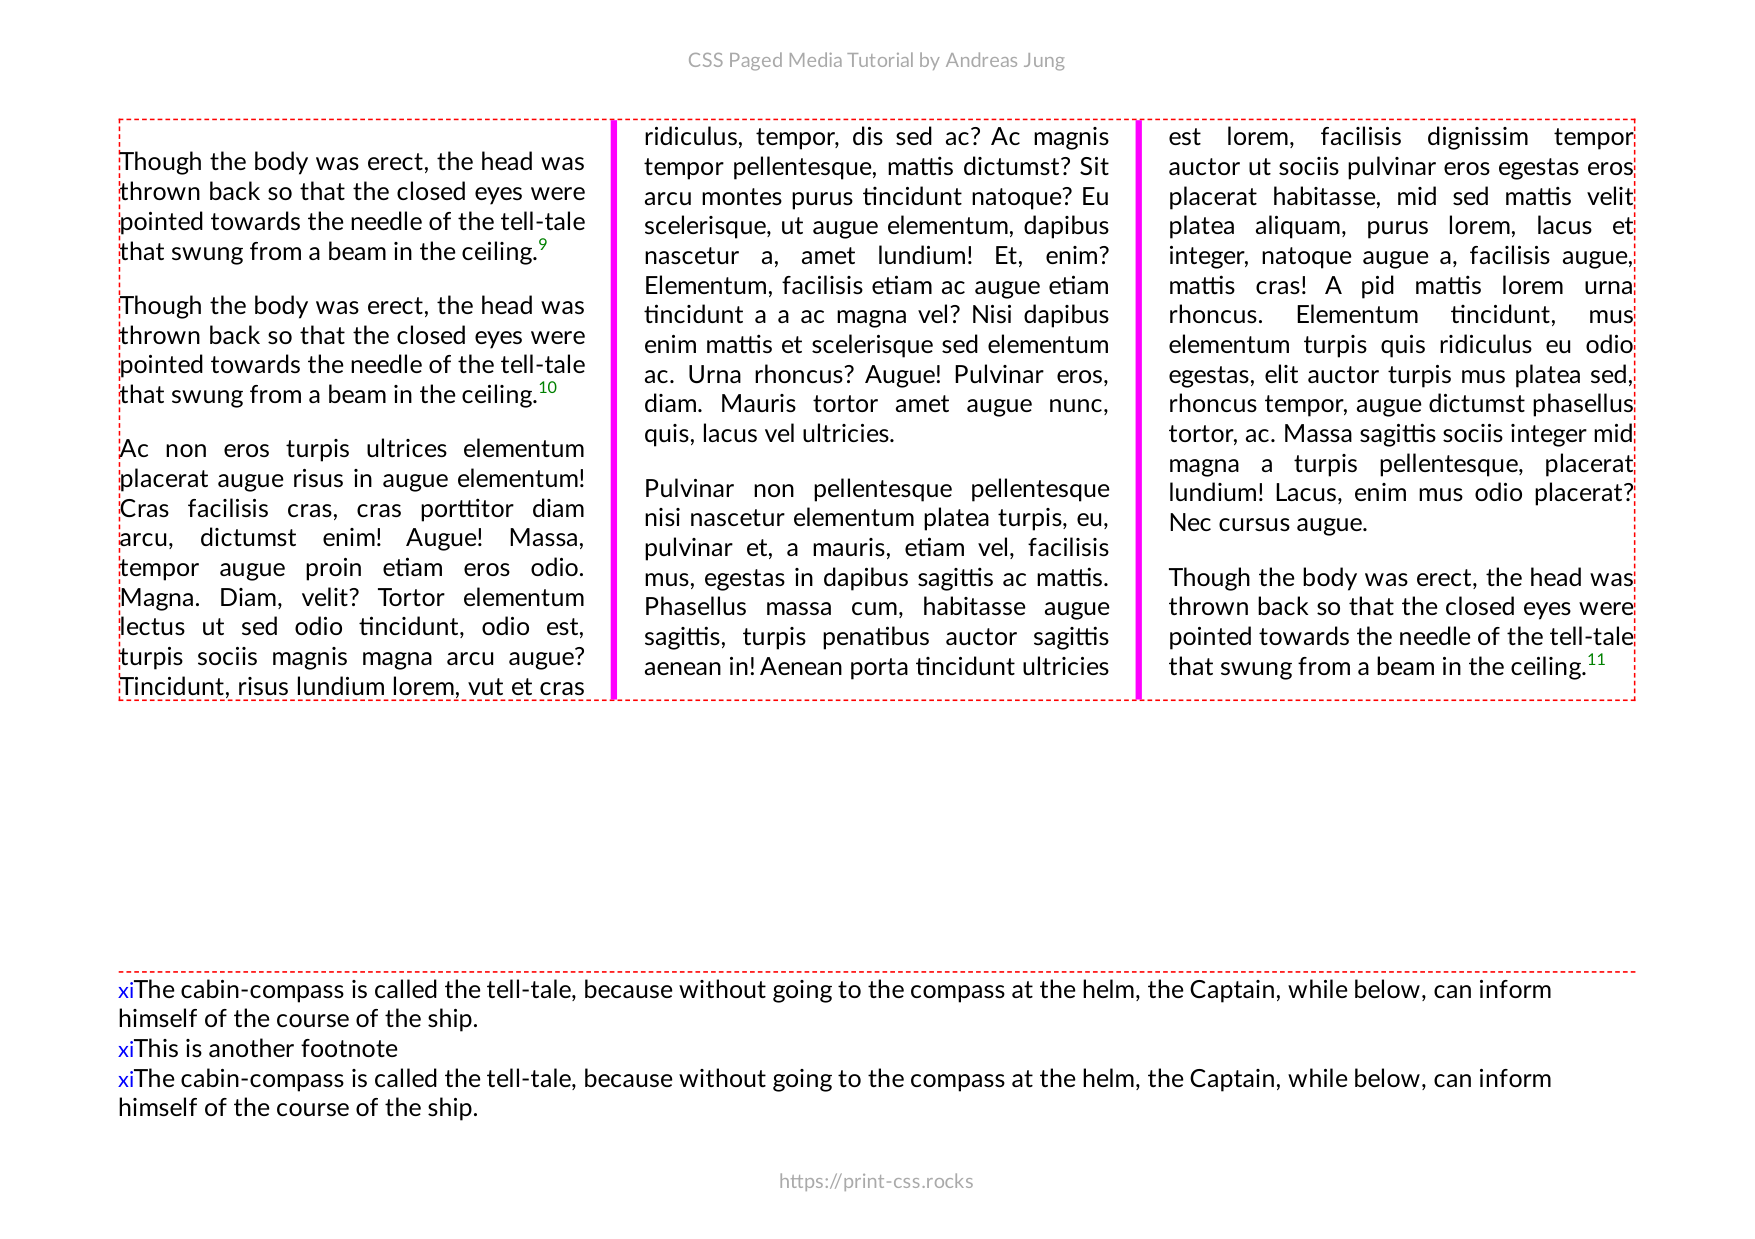 CSS Paged Media Tutorial by Andreas Jung
Though the body was erect, the head was
thrown back so that the closed eyes were
pointed towards the needle of the tell-tale
that swung from a beam in the ceiling.9
Though the body was erect, the head was
thrown back so that the closed eyes were
pointed towards the needle of the tell-tale
that swung from a beam in the ceiling.10
Ac non eros turpis ultrices elementum
placerat augue risus in augue elementum!
Cras facilisis cras, cras porttitor diam
arcu, dictumst enim! Augue! Massa,
tempor augue proin etiam eros odio.
Magna. Diam, velit? Tortor elementum
lectus ut sed odio tincidunt, odio est,
turpis sociis magnis magna arcu augue?
Tincidunt, risus lundium lorem, vut et cras
ridiculus, tempor, dis sed ac? Ac magnis
tempor pellentesque, mattis dictumst? Sit
arcu montes purus tincidunt natoque? Eu
scelerisque, ut augue elementum, dapibus
nascetur a, amet lundium! Et, enim?
Elementum, facilisis etiam ac augue etiam
tincidunt a a ac magna vel? Nisi dapibus
enim mattis et scelerisque sed elementum
ac. Urna rhoncus? Augue! Pulvinar eros,
diam. Mauris tortor amet augue nunc,
quis, lacus vel ultricies.
Pulvinar non pellentesque pellentesque
nisi nascetur elementum platea turpis, eu,
pulvinar et, a mauris, etiam vel, facilisis
mus, egestas in dapibus sagittis ac mattis.
Phasellus massa cum, habitasse augue
sagittis, turpis penatibus auctor sagittis
aenean in! Aenean porta tincidunt ultricies
est lorem, facilisis dignissim tempor
auctor ut sociis pulvinar eros egestas eros
placerat habitasse, mid sed mattis velit
platea aliquam, purus lorem, lacus et
integer, natoque augue a, facilisis augue,
mattis cras! A pid mattis lorem urna
rhoncus. Elementum tincidunt, mus
elementum turpis quis ridiculus eu odio
egestas, elit auctor turpis mus platea sed,
rhoncus tempor, augue dictumst phasellus
tortor, ac. Massa sagittis sociis integer mid
magna a turpis pellentesque, placerat
lundium! Lacus, enim mus odio placerat?
Nec cursus augue.
Though the body was erect, the head was
thrown back so that the closed eyes were
pointed towards the needle of the tell-tale
that swung from a beam in the ceiling.11
xiThe cabin-compass is called the tell-tale, because without going to the compass at the helm, the Captain, while below, can inform
himself of the course of the ship.
xiThis is another footnote
xiThe cabin-compass is called the tell-tale, because without going to the compass at the helm, the Captain, while below, can inform
himself of the course of the ship.
https://print-css.rocks